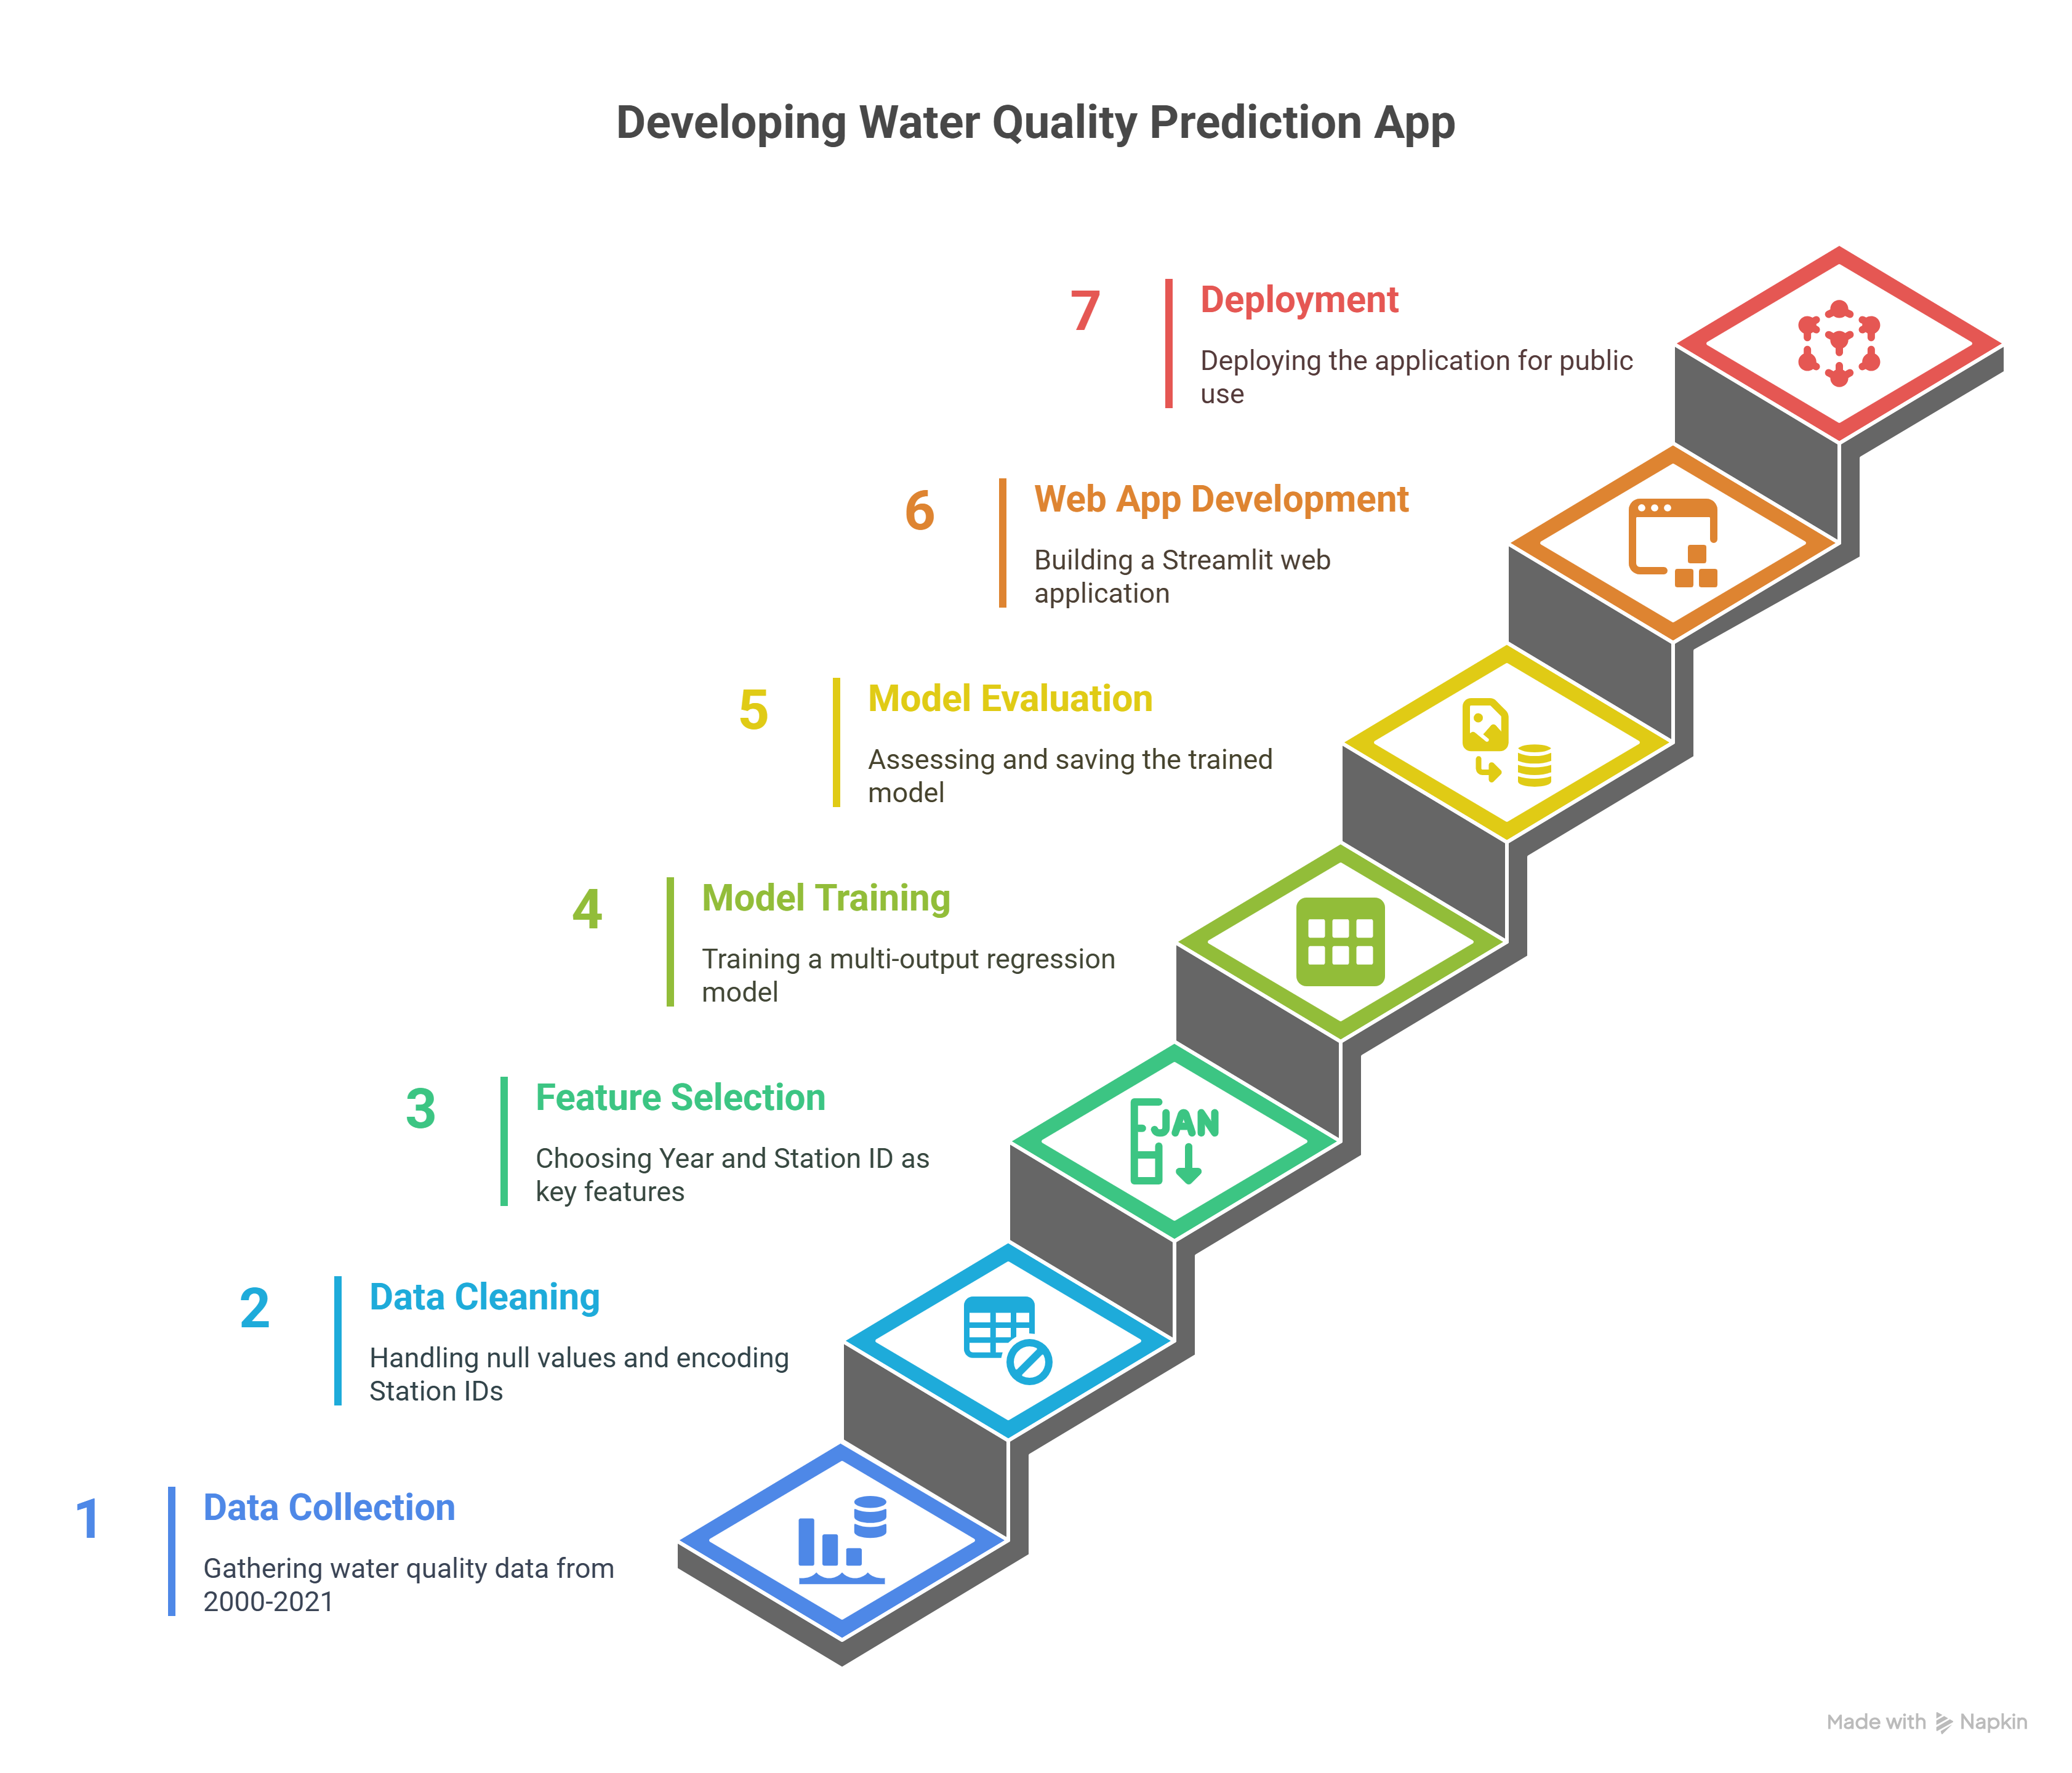 Developing Water Quality Prediction App
7
Deployment
Deploying the application for public
use
6
Web App Development
Building a Streamlit web
application
5
Model Evaluation
Assessing and saving the trained
model
4
Model Training
Training a multi-output regression
model
3
Feature Selection
Choosing Year and Station ID as
key features
JAN
2
Data Cleaning
Handling null values and encoding
Station IDs
1
Data Collection
Gathering water quality data from
2000-2021
Made with Napkin